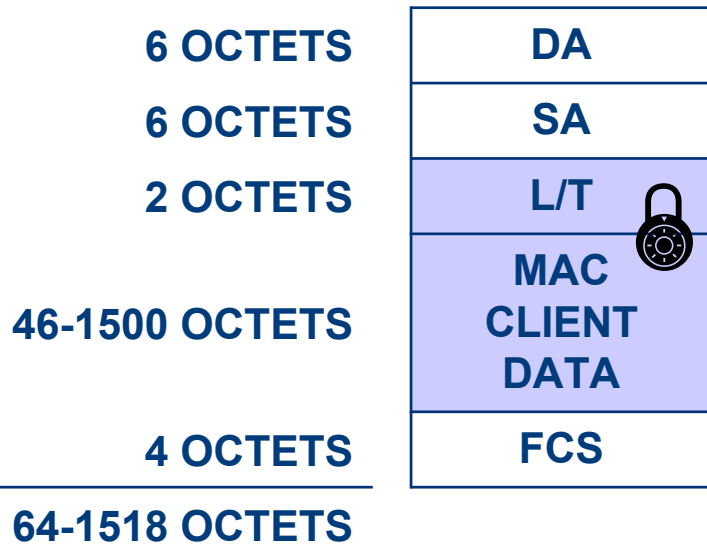 6 OCTETS DA
6 OCTETS SA
2 OCTETS L/T
46-1500 OCTETS MAC
CLIENT
DATA
4 OCTETS FCS
64-1518 OCTETS